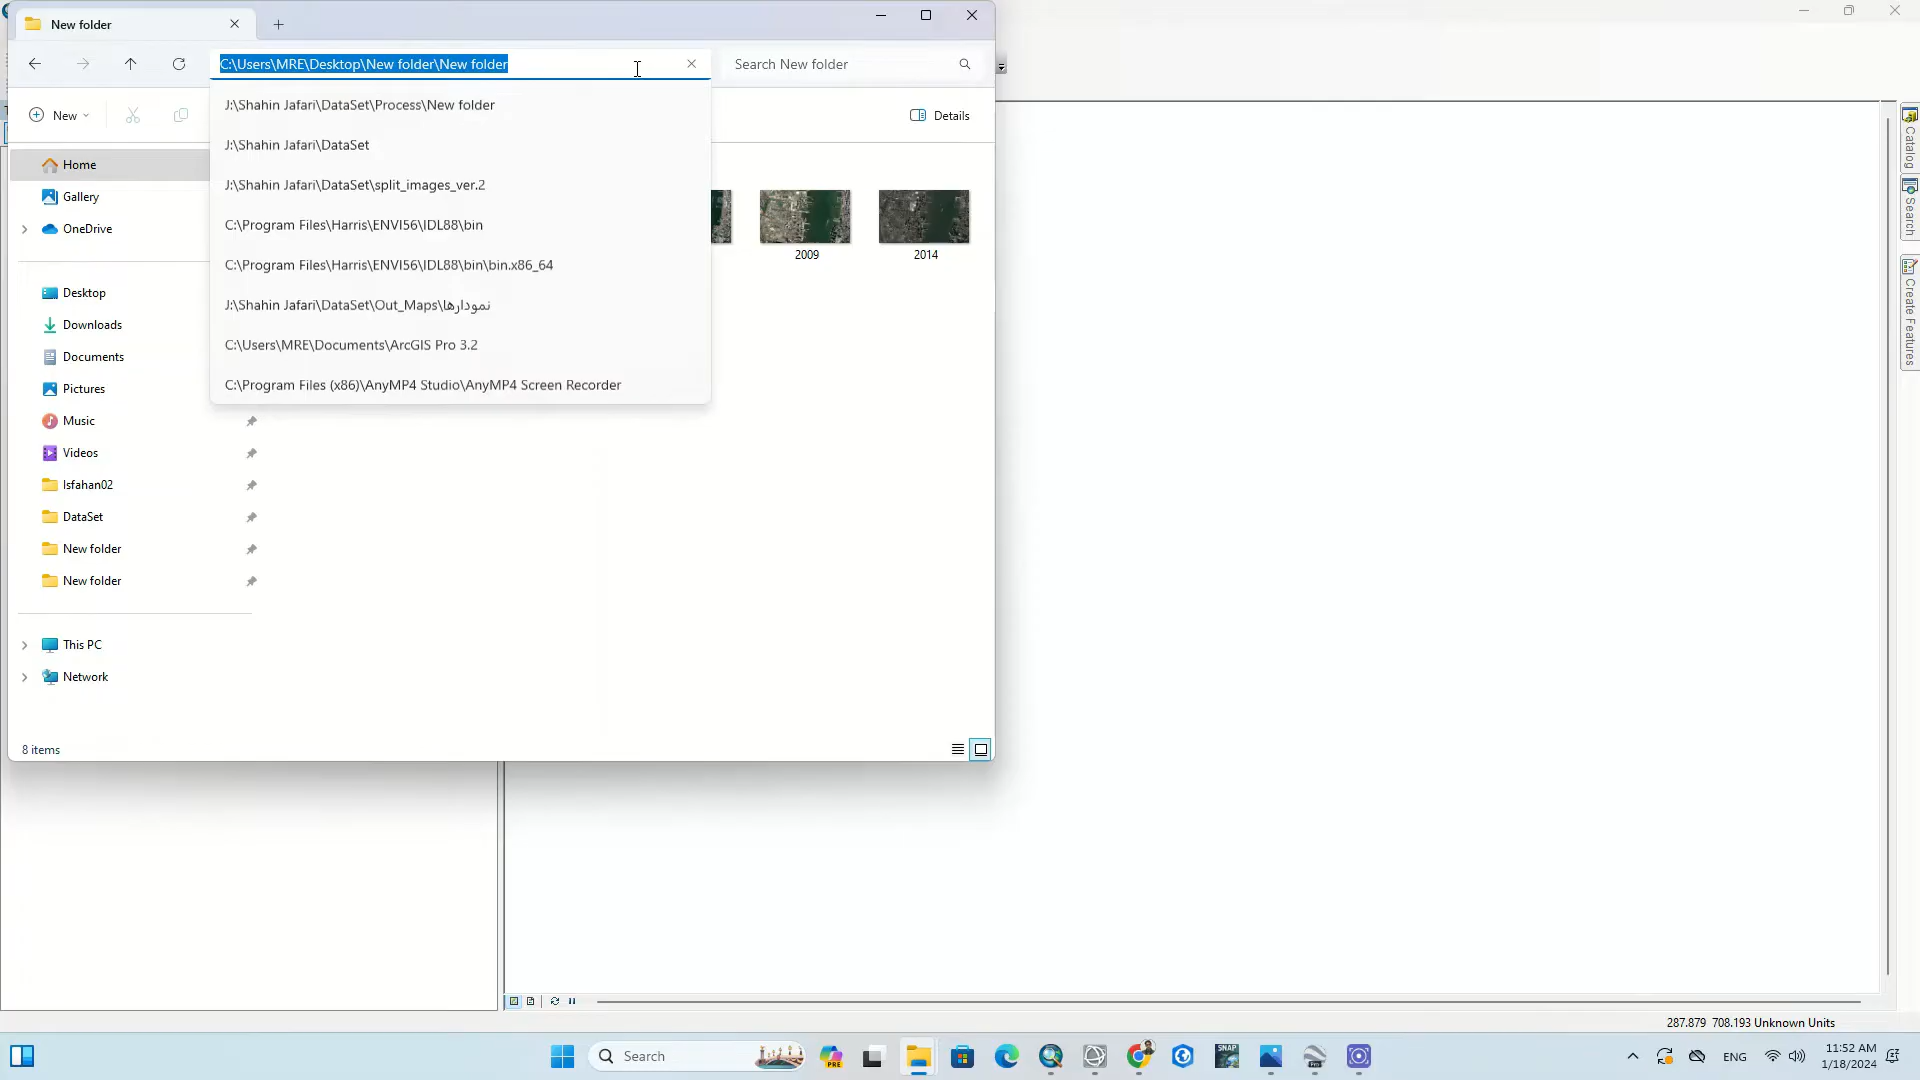 New folder
C:\Users\MRE\Desktop\New folder\New folder
Search New folder
J:\Shahin Jafari\DataSet\Process\New folder
New
Details
J:\Shahin Jafari\DataSet
Home
J:\Shahin Jafari\DataSet\split_images_ver.2
Gallery
C:\Program Files\Harris\ENVI56\IDL88\bin
OneDrive
2009
2014
C:\Program Files\Harris\ENVI56\IDL88\bin\bin.x86_64
Desktop
J:\Shahin Jafari\DataSet\Out_Maps\نمودارها
Downloads
C:\Users\MRE\Documents\ArcGIS Pro 3.2
Documents
C:\Program Files (x86)\AnyMP4 Studio\AnyMP4 Screen Recorder
Pictures
Music
Videos
Isfahan02
DataSet
New folder
New folder
This PC
Network
8 items
Catalog
Search
Create Features
287.879 708.193 Unknown Units
Search
PRE
SNAP
Pro
ENG
11:52 AM
1/18/2024